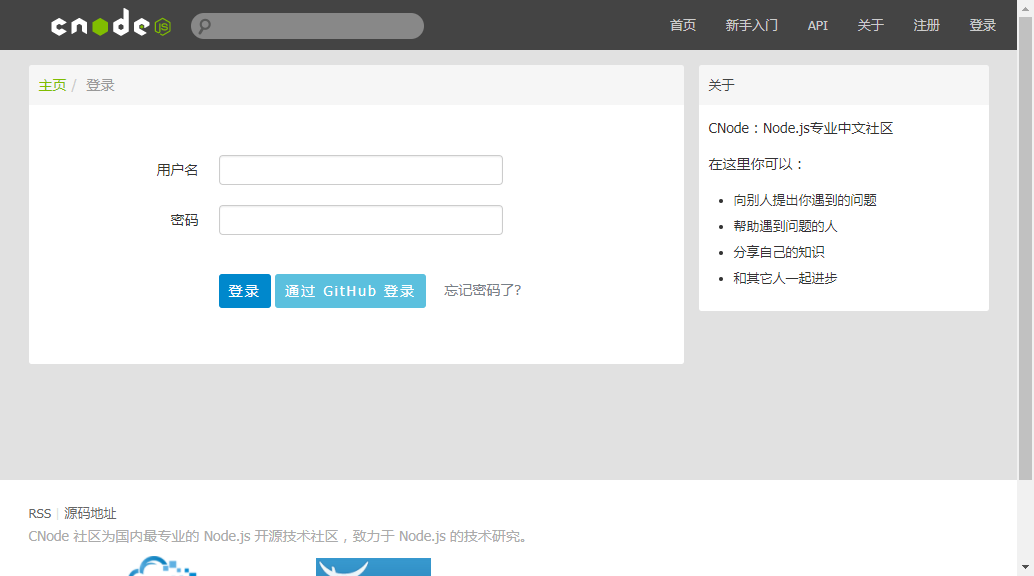 cnode JS
首页 新手入门 API 关于 注册 登录
主页 / 登录
用户名
密码
登录 通过 GitHub 登录 忘记密码了?
关于
CNode：Node.js专业中文社区
在这里你可以：
向别人提出你遇到的问题
帮助遇到问题的人
分享自己的知识
和其它人一起进步
RSS | 源码地址
CNode 社区为国内最专业的 Node.js 开源技术社区，致力于 Node.js 的技术研究。